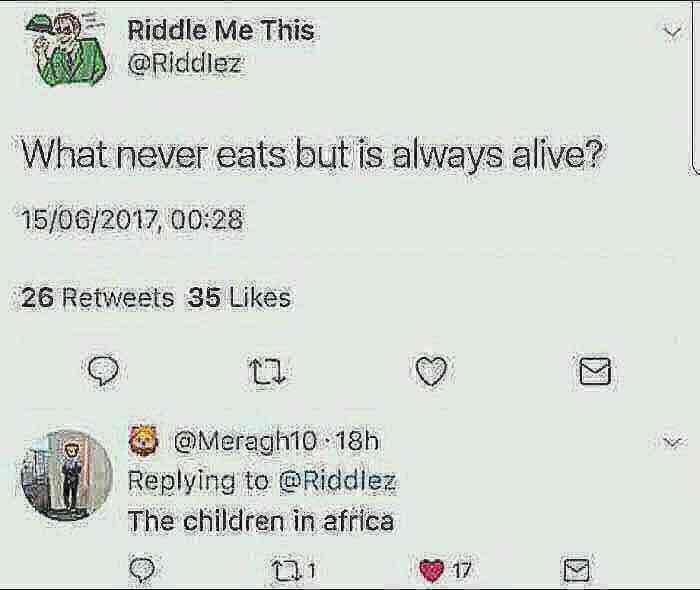 Riddle Me This
@Riddlez
What never eats but is always alive?
15/06/2017, 00:28
26 Retweets 35 Likes
@Meragh10 · 18h
Replying to @Riddlez
The children in africa
1 17